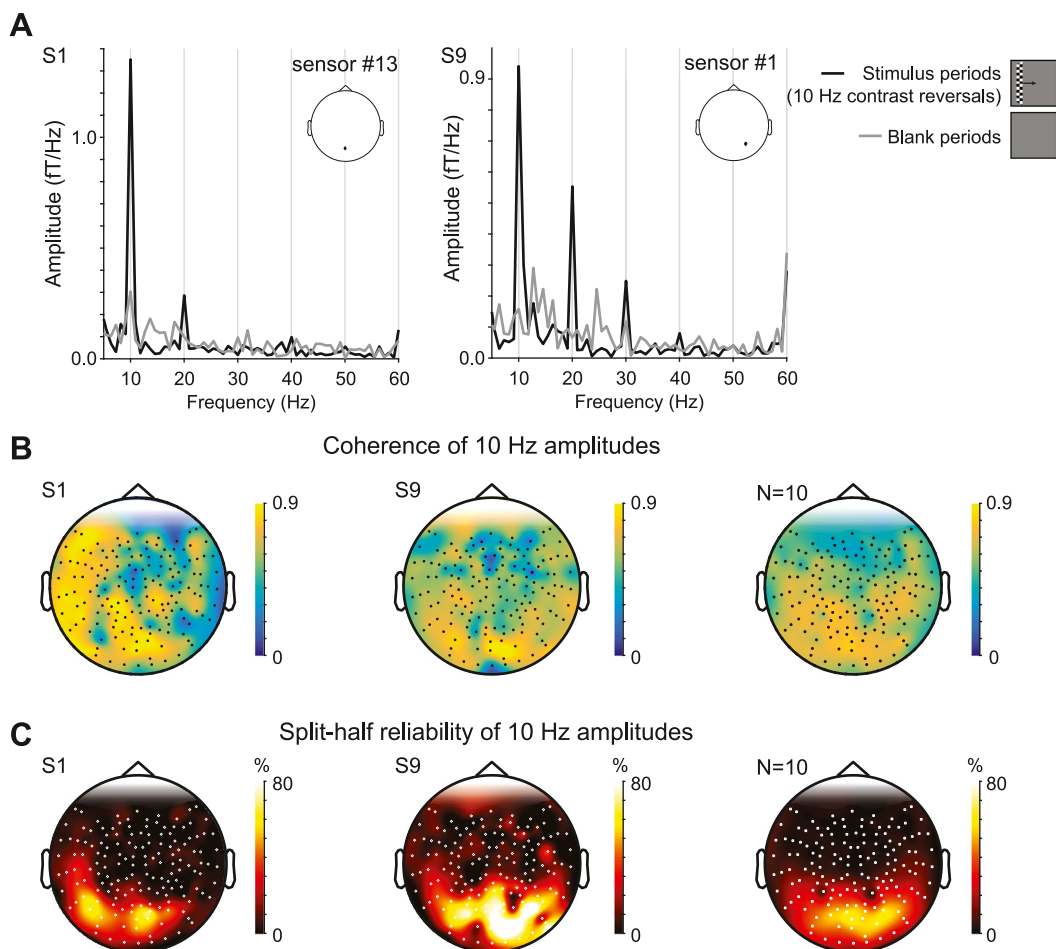 A
S1
sensor #13
Amplitude (fT/Hz)
1.0
0.0
10 20 30 40 50 60
Frequency (Hz)
S9
sensor #1
Amplitude (fT/Hz)
0.9
0.0
10 20 30 40 50 60
Frequency (Hz)
Stimulus periods
(10 Hz contrast reversals)
Blank periods
B
Coherence of 10 Hz amplitudes
S1
0.9
0
S9
0.9
0
N=10
0.9
0
C
Split-half reliability of 10 Hz amplitudes
S1
%
80
0
S9
%
80
0
N=10
%
80
0